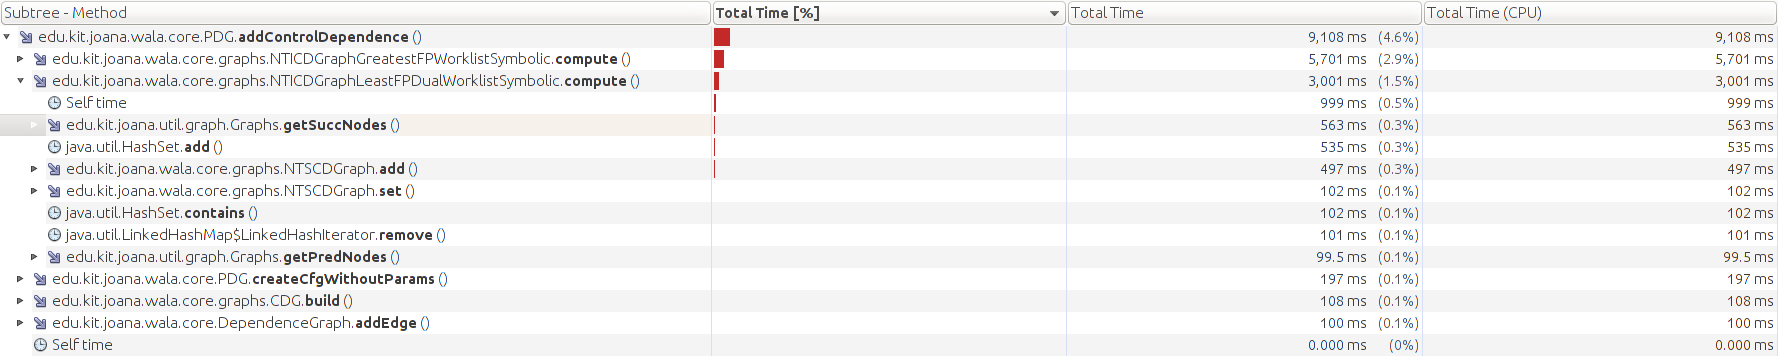 Subtree - Method Total Time [%] Total Time Total Time (CPU)
edu.kit.joana.wala.core.PDG.addControlDependence () 9,108 ms (4.6%) 9,108 ms
edu.kit.joana.wala.core.graphs.NTICDGraphGreatestFPWorklistSymbolic.compute () 5,701 ms (2.9%) 5,701 ms
edu.kit.joana.wala.core.graphs.NTICDGraphLeastFPDualWorklistSymbolic.compute () 3,001 ms (1.5%) 3,001 ms
Self time 999 ms (0.5%) 999 ms
edu.kit.joana.util.graph.Graphs.getSuccNodes () 563 ms (0.3%) 563 ms
java.util.HashSet.add () 535 ms (0.3%) 535 ms
edu.kit.joana.wala.core.graphs.NTSCDGraph.add () 497 ms (0.3%) 497 ms
edu.kit.joana.wala.core.graphs.NTSCDGraph.set () 102 ms (0.1%) 102 ms
java.util.HashSet.contains () 102 ms (0.1%) 102 ms
java.util.LinkedHashMap$LinkedHashIterator.remove () 101 ms (0.1%) 101 ms
edu.kit.joana.util.graph.Graphs.getPredNodes () 99.5 ms (0.1%) 99.5 ms
edu.kit.joana.wala.core.PDG.createCfgWithoutParams () 197 ms (0.1%) 197 ms
edu.kit.joana.wala.core.graphs.CDG.build () 108 ms (0.1%) 108 ms
edu.kit.joana.wala.core.DependenceGraph.addEdge () 100 ms (0.1%) 100 ms
Self time 0.000 ms (0%) 0.000 ms